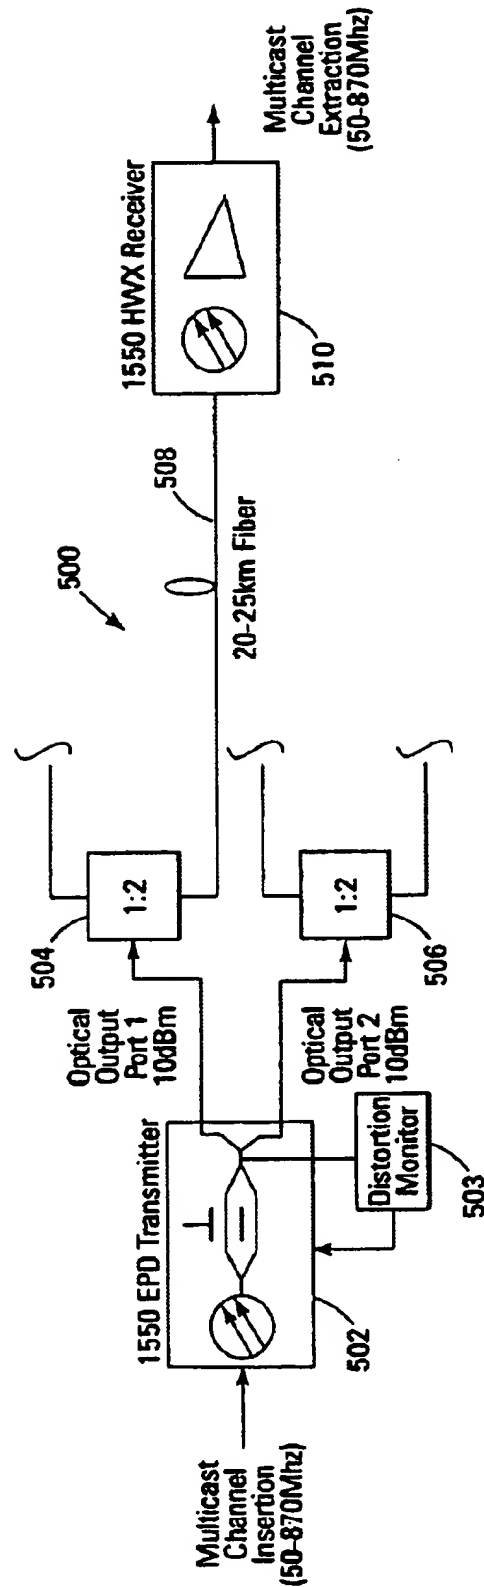 Multicast
Channel
Insertion
(50-870Mhz)
1550 EPD Transmitter
502
Distortion
Monitor
503
Optical
Output
Port 1
10dBm
Optical
Output
Port 2
10dBm
504
1:2
1:2
506
500
20-25km Fiber
508
1550 HWX Receiver
510
Multicast
Channel
Extraction
(50-870Mhz)